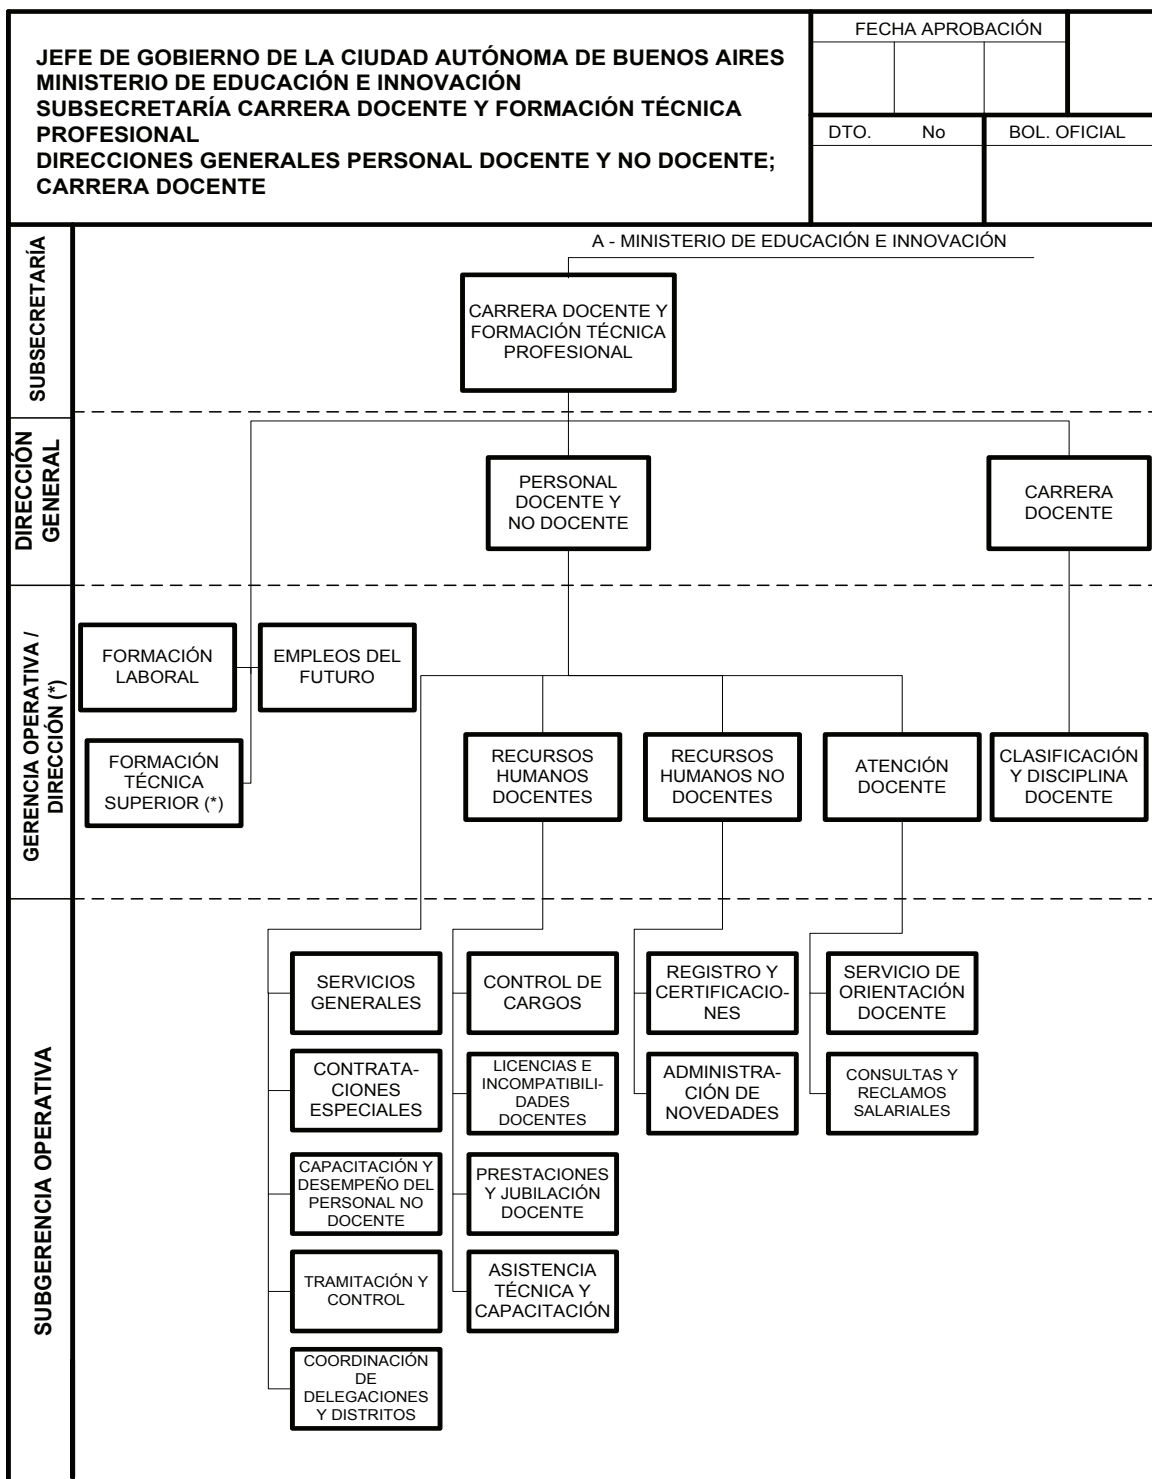 JEFE DE GOBIERNO DE LA CIUDAD AUTÓNOMA DE BUENOS AIRES
MINISTERIO DE EDUCACIÓN E INNOVACIÓN
SUBSECRETARÍA CARRERA DOCENTE Y FORMACIÓN TÉCNICA
PROFESIONAL
DIRECCIONES GENERALES PERSONAL DOCENTE Y NO DOCENTE;
CARRERA DOCENTE
FECHA APROBACIÓN
DTO. No
BOL. OFICIAL
SUBSECRETARÍA
A - MINISTERIO DE EDUCACIÓN E INNOVACIÓN
CARRERA DOCENTE Y
FORMACIÓN TÉCNICA
PROFESIONAL
DIRECCIÓN
GENERAL
PERSONAL
DOCENTE Y
NO DOCENTE
CARRERA
DOCENTE
GERENCIA OPERATIVA /
DIRECCIÓN (*)
FORMACIÓN
LABORAL
EMPLEOS DEL
FUTURO
FORMACIÓN
TÉCNICA
SUPERIOR (*)
RECURSOS
HUMANOS
DOCENTES
RECURSOS
HUMANOS NO
DOCENTES
ATENCIÓN
DOCENTE
CLASIFICACIÓN
Y DISCIPLINA
DOCENTE
SUBGERENCIA OPERATIVA
SERVICIOS
GENERALES
CONTRATA-
CIONES
ESPECIALES
CAPACITACIÓN Y
DESEMPEÑO DEL
PERSONAL NO
DOCENTE
TRAMITACIÓN Y
CONTROL
COORDINACIÓN
DE
DELEGACIONES
Y DISTRITOS
CONTROL DE
CARGOS
LICENCIAS E
INCOMPATIBILI-
DADES
DOCENTES
PRESTACIONES
Y JUBILACIÓN
DOCENTE
ASISTENCIA
TÉCNICA Y
CAPACITACIÓN
REGISTRO Y
CERTIFICACIO-
NES
ADMINISTRA-
CIÓN DE
NOVEDADES
SERVICIO DE
ORIENTACIÓN
DOCENTE
CONSULTAS Y
RECLAMOS
SALARIALES